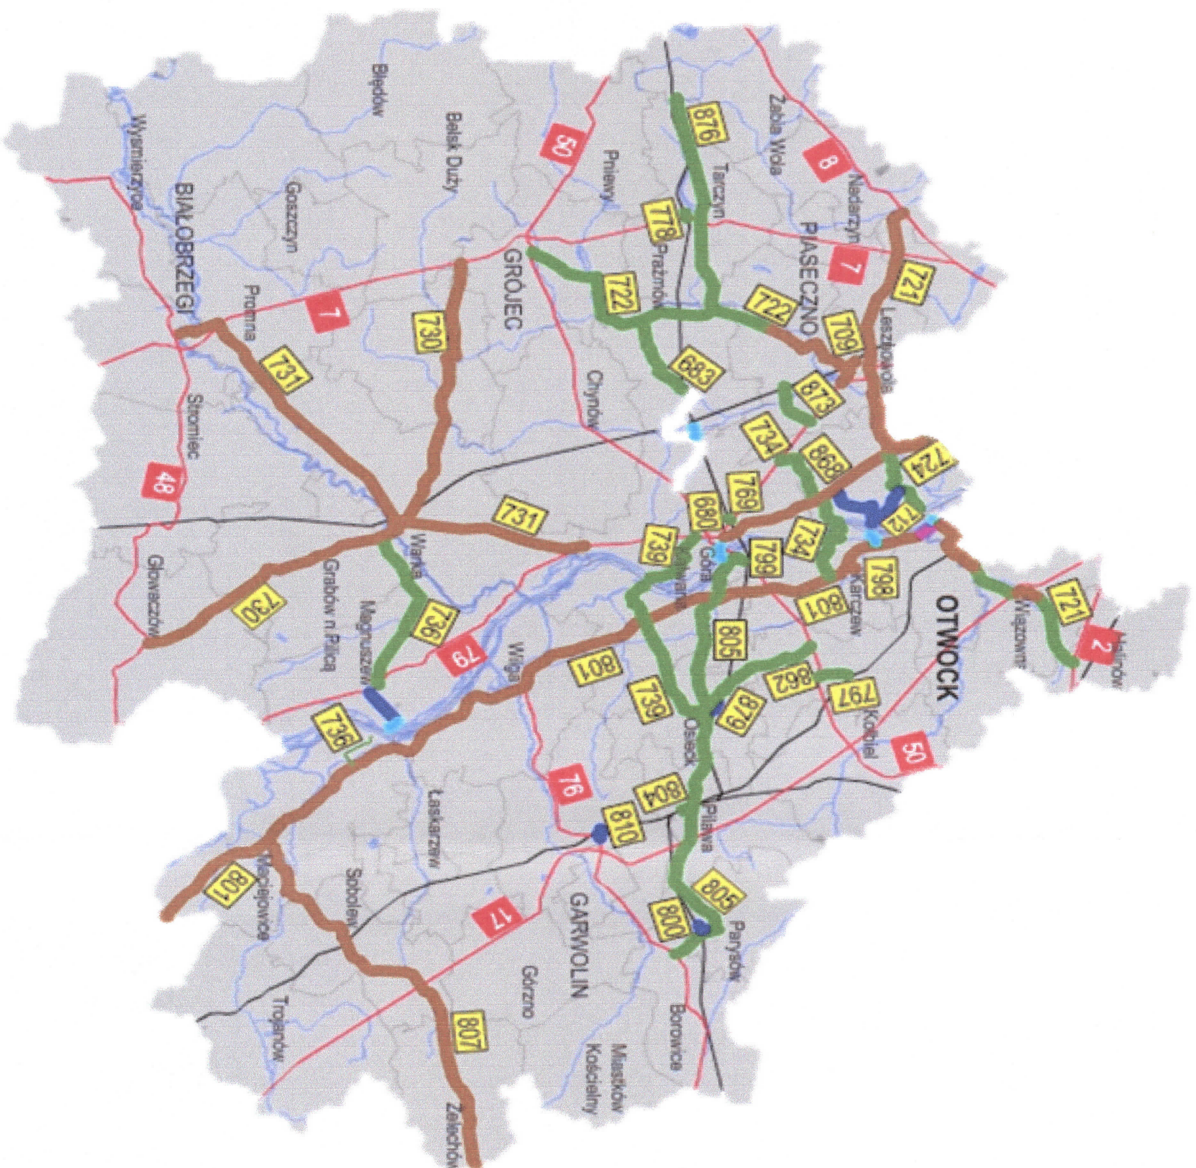 Błędów
Wyśmierzyce
Belsk Duży
50
Pniewy
876
Tarczyn
Żabia Wola
8
Nadarzyn
BIAŁOBRZEGI
Goszczyn
GRÓJEC
778
Prażmów
PIASECZNO
7
721
Promna
7
730
722
722
709
Lesznowola
731
683
Chynów
873
Stromiec
734
868
724
48
731
769
680
712
739
Góra
799
734
798
Głowaczów
730
Grabów n.Pilicą
Warka
Magnuszew
736
79
Wilga
801
805
801
Karczew
OTWOCK
Wiązowna
721
2
Halinów
739
879
862
797
Kołbiel
50
736
Osieck
76
804
810
Pilawa
Łaskarzew
801
Maciejowice
Sobolew
17
GARWOLIN
800
805
Parysów
Trojanów
Górzno
807
Borowice
Miastków
Kościelny
Żelechów